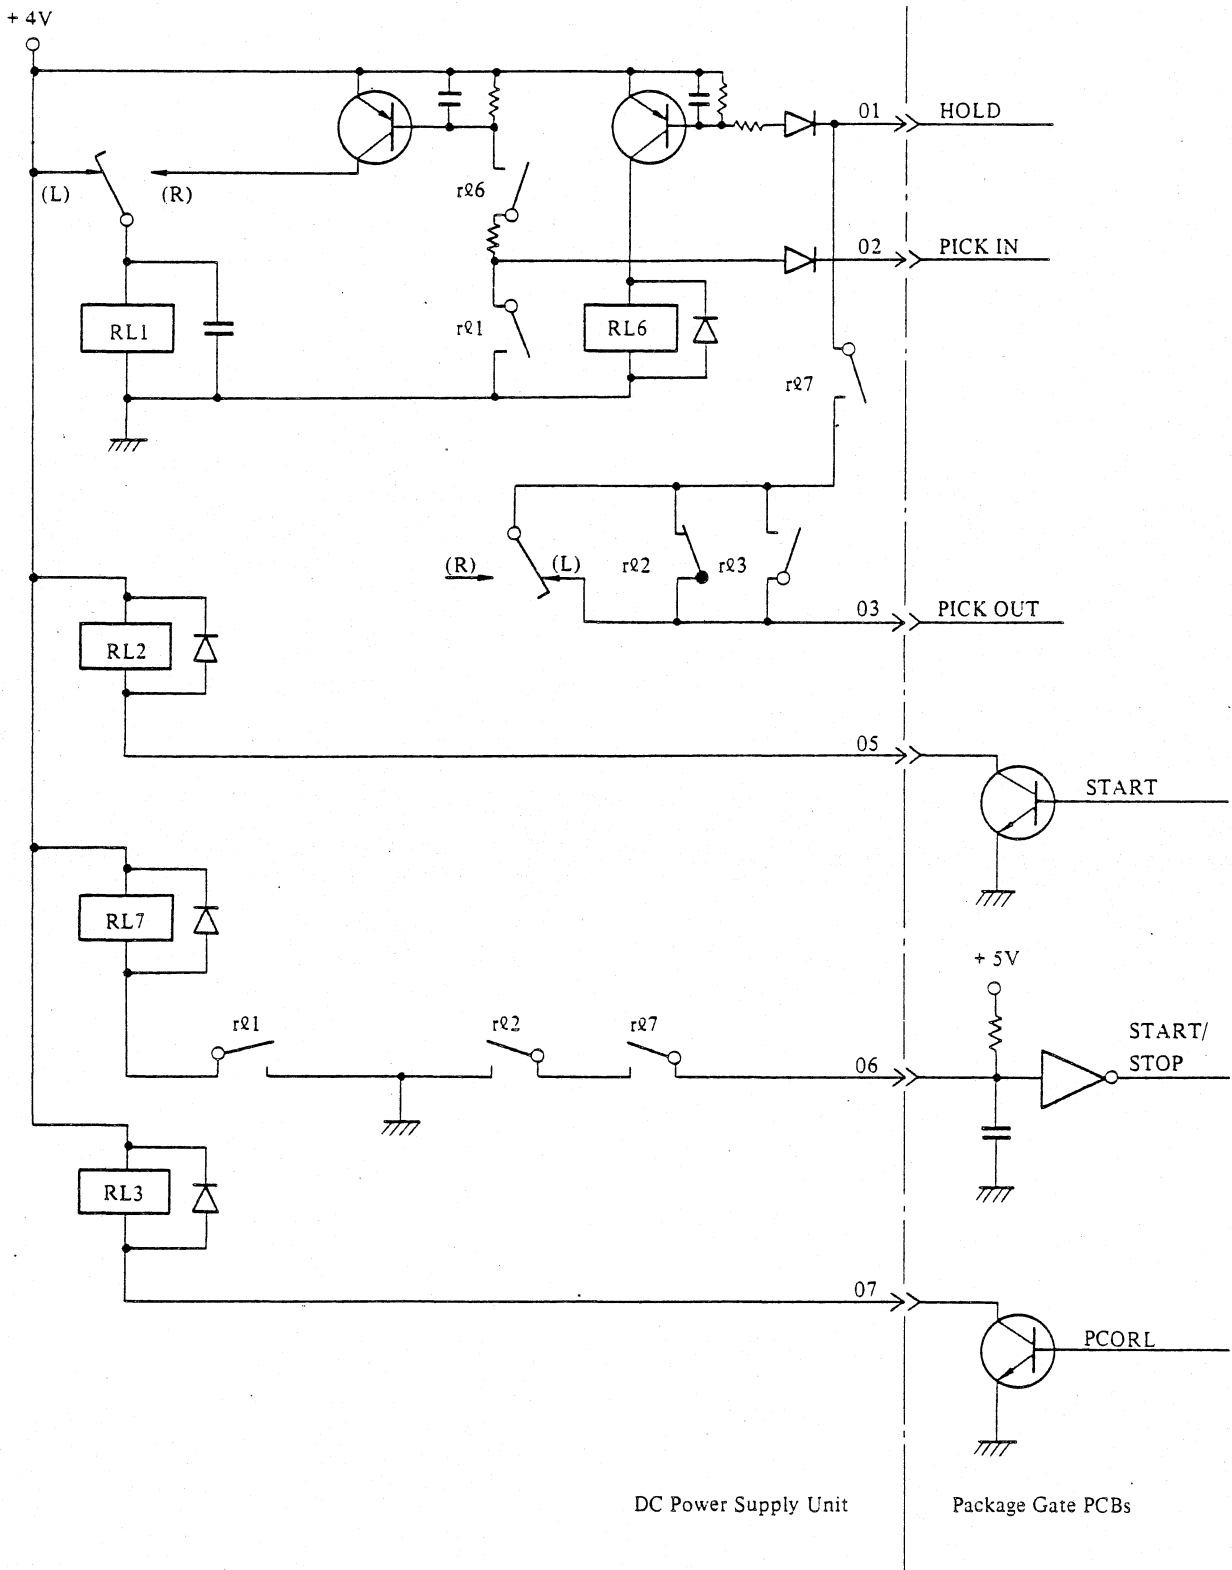 + 4V
01 HOLD
(L) (R)
rℓ6
02 PICK IN
RL1
rℓ1
RL6
rℓ7
(R) (L)
rℓ2 rℓ3
03 PICK OUT
RL2
05
START
RL7
+ 5V
rℓ1 rℓ2 rℓ7
START/
STOP
06
RL3
07
PCORL
DC Power Supply Unit Package Gate PCBs